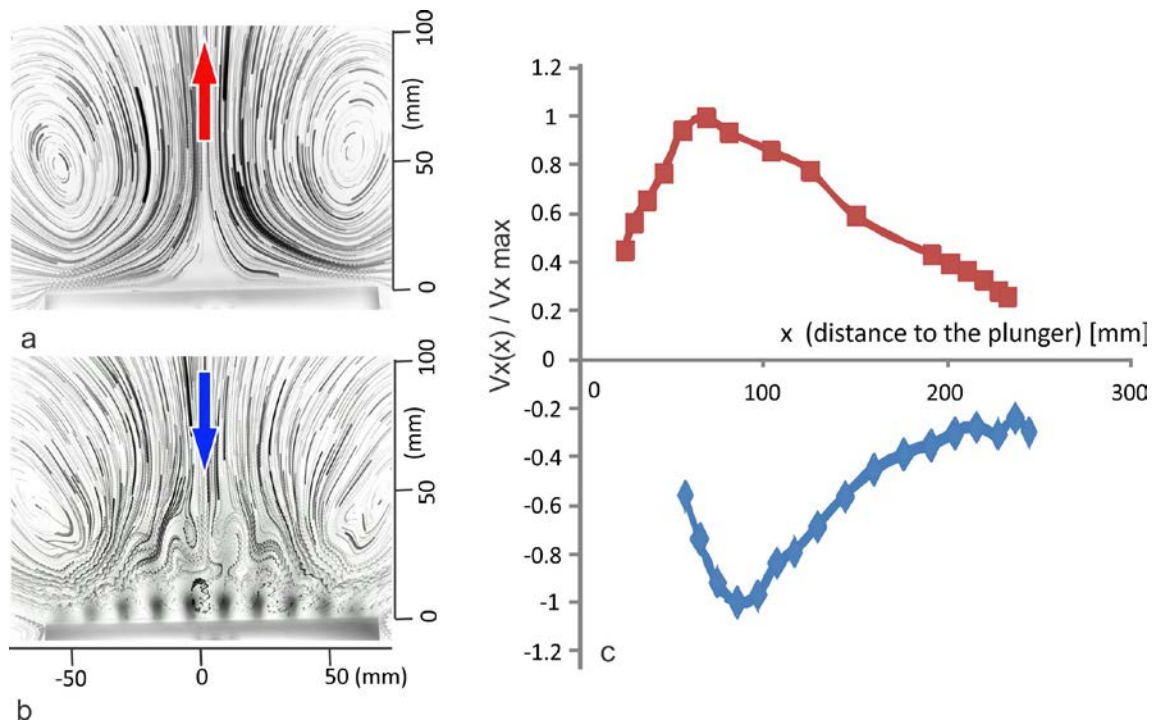 100
(mm)
50
0
a
100
(mm)
50
0
-50 0 50 (mm)
b
1.2
1
0.8
0.6
0.4
0.2
0
-0.2
-0.4
-0.6
-0.8
-1
-1.2
Vx(x) / Vx max
x (distance to the plunger) [mm]
0 100 200 300
c